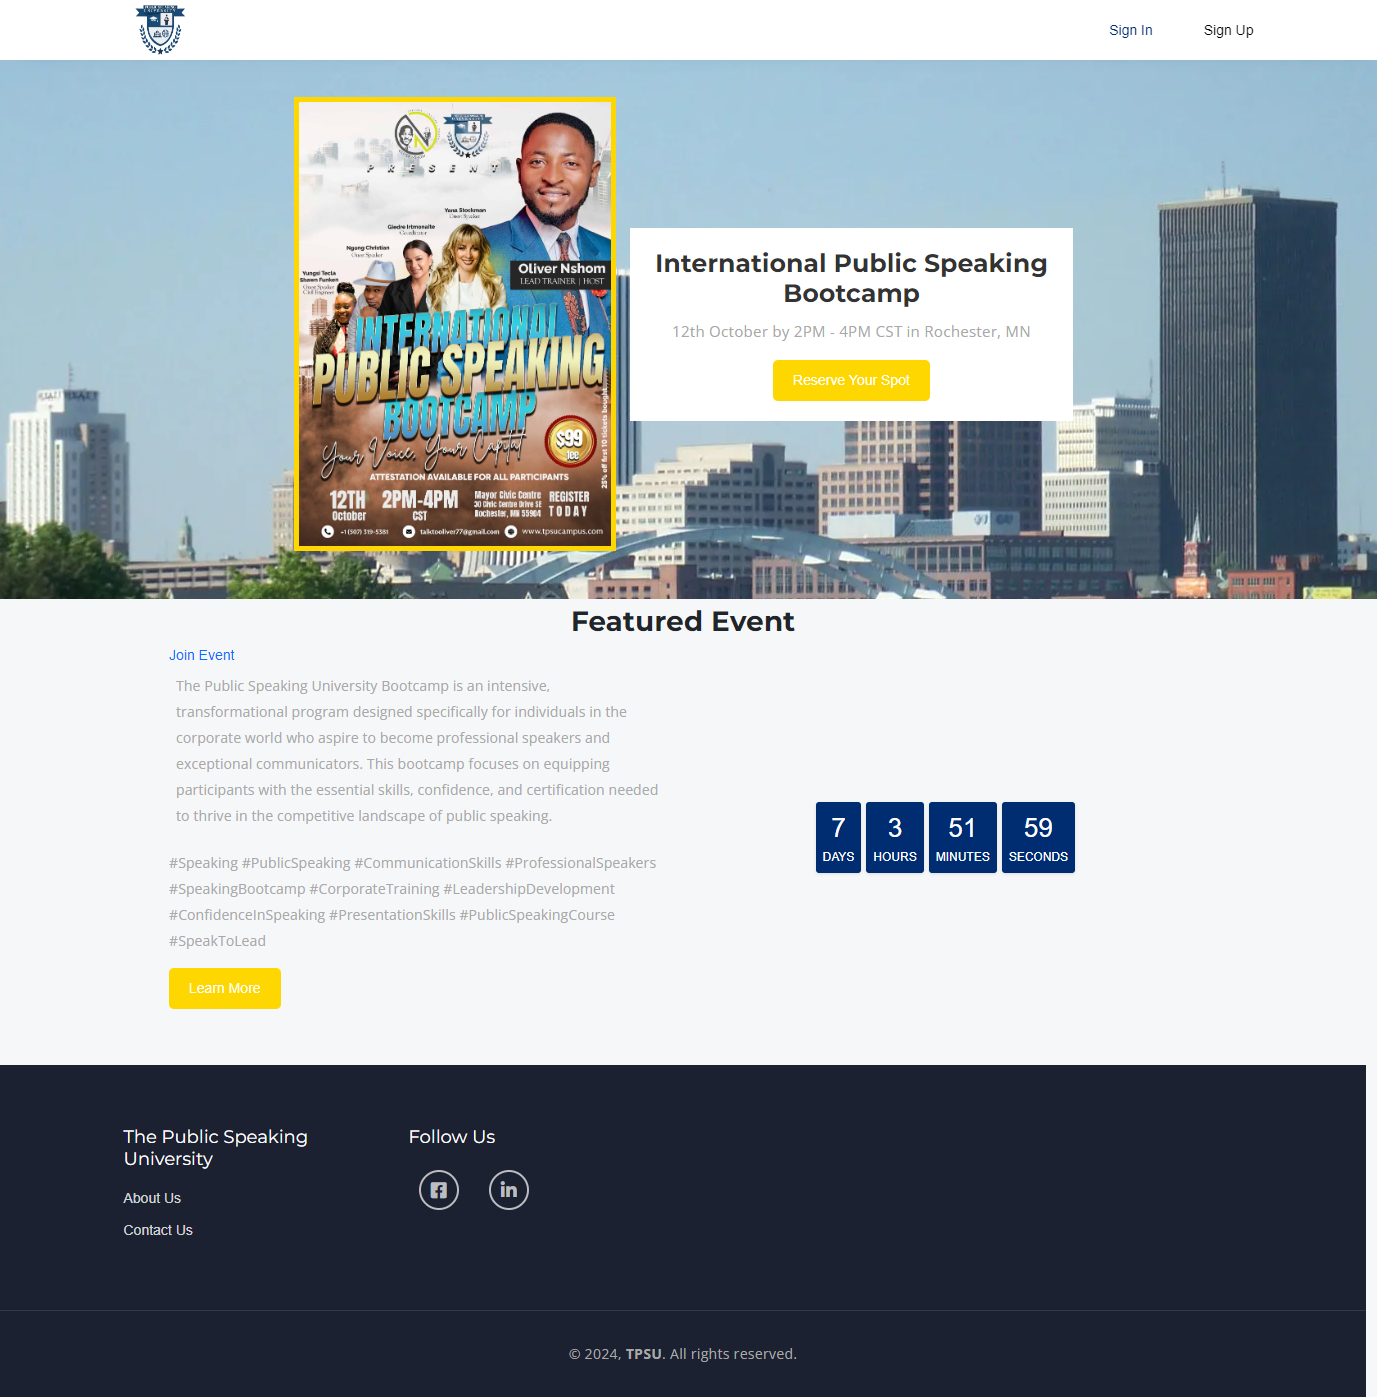 Sign In
Sign Up
PRESENT
Yana Stockman
Guest Speaker
Giedre Irtmonaite
Coordinator
Ngang Christian
Guest Speaker
Yungsi Tecla
Shawn Funken
Guest Speaker
Civil Engineer
Oliver Nshom
LEAD TRAINER | HOST
INTERNATIONAL
PUBLIC SPEAKING
BOOTCAMP
Your Voice, Your Capital
$99
fee
25% off first 10 tickets bought
ATTESTATION AVAILABLE FOR ALL PARTICIPANTS
12TH
October
2PM-4PM
CST
Mayor Civic Centre
30 Civic Centre Drive SE
Rochester, MN 55904
REGISTER
TODAY
+1 (507) 319-5381
talktooliver77@gmail.com
www.tpsucampus.com
International Public Speaking
Bootcamp
12th October by 2PM - 4PM CST in Rochester, MN
Reserve Your Spot
Featured Event
Join Event
The Public Speaking University Bootcamp is an intensive,
transformational program designed specifically for individuals in the
corporate world who aspire to become professional speakers and
exceptional communicators. This bootcamp focuses on equipping
participants with the essential skills, confidence, and certification needed
to thrive in the competitive landscape of public speaking.
#Speaking #PublicSpeaking #CommunicationSkills #ProfessionalSpeakers
#SpeakingBootcamp #CorporateTraining #LeadershipDevelopment
#ConfidenceInSpeaking #PresentationSkills #PublicSpeakingCourse
#SpeakToLead
Learn More
7 3 51 59
DAYS HOURS MINUTES SECONDS
The Public Speaking
University
About Us
Contact Us
Follow Us
© 2024, TPSU. All rights reserved.